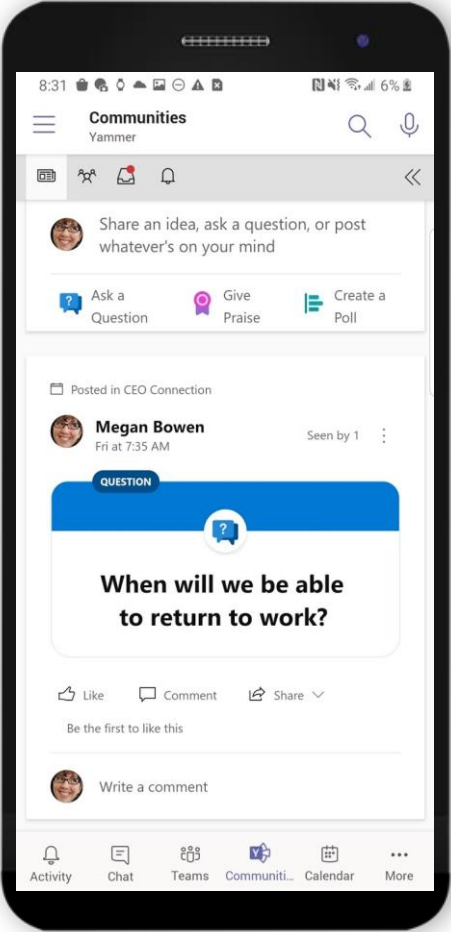 8:31
6%
Communities
Yammer
Share an idea, ask a question, or post
whatever's on your mind
Ask a
Question
Give
Praise
Create a
Poll
Posted in CEO Connection
Megan Bowen
Fri at 7:35 AM
Seen by 1
QUESTION
When will we be able
to return to work?
Like
Comment
Share
Be the first to like this
Write a comment
Activity
Chat
Teams
Communiti...
Calendar
More